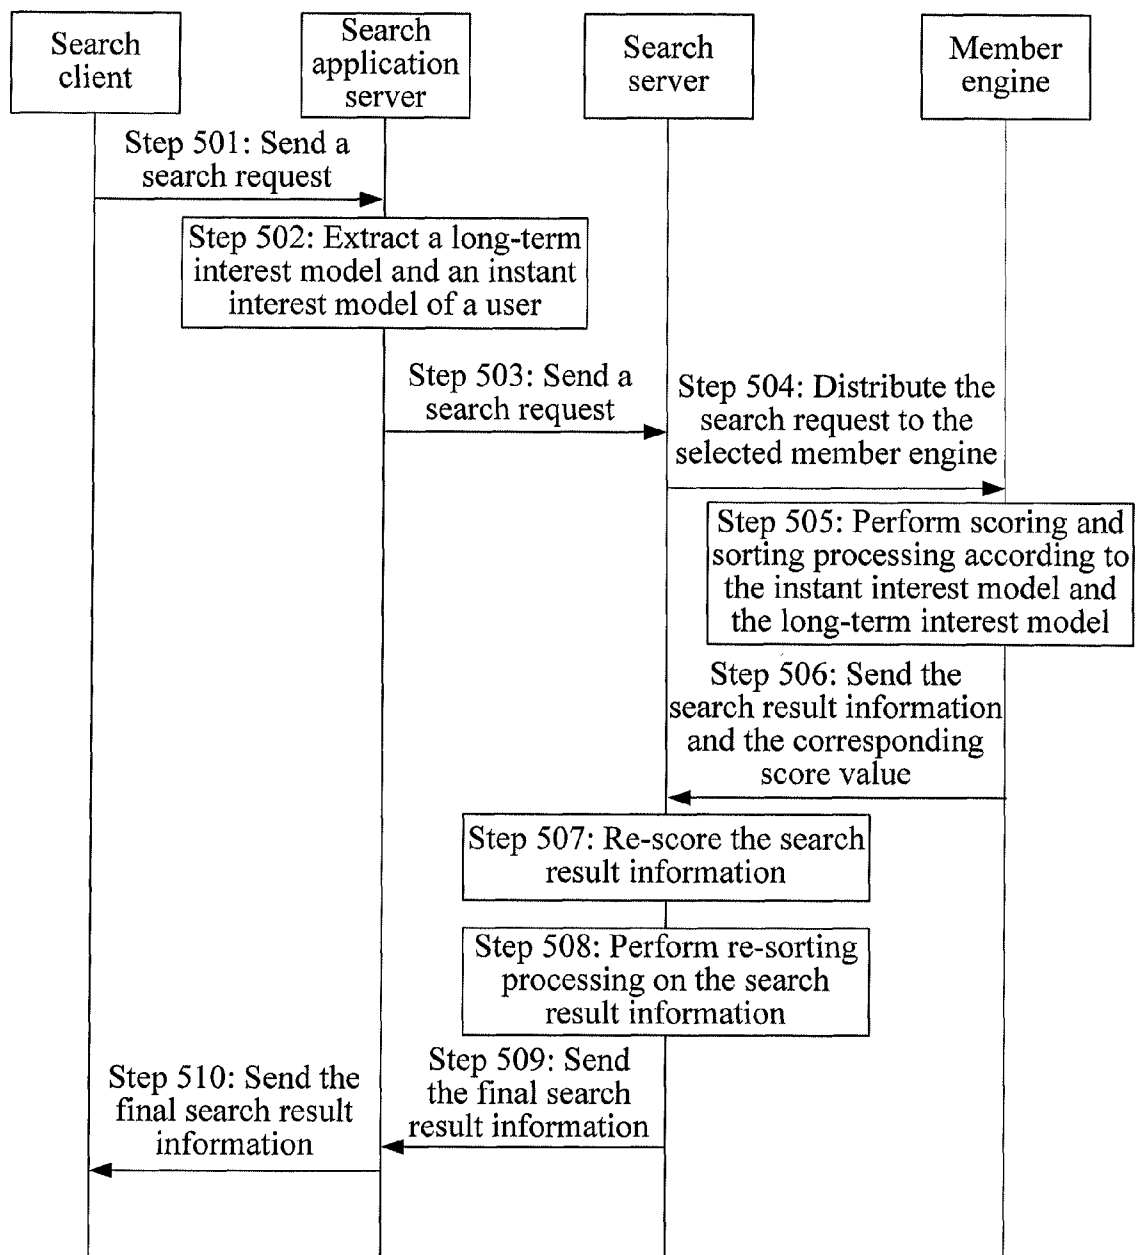 Search
client
Search
application
server
Search
server
Member
engine
Step 501: Send a
search request
Step 502: Extract a long-term
interest model and an instant
interest model of a user
Step 503: Send a
search request
Step 504: Distribute the
search request to the
selected member engine
Step 505: Perform scoring and
sorting processing according to
the instant interest model and
the long-term interest model
Step 506: Send the
search result information
and the corresponding
score value
Step 507: Re-score the search
result information
Step 508: Perform re-sorting
processing on the search
result information
Step 509: Send
the final search
result information
Step 510: Send the
final search result
information